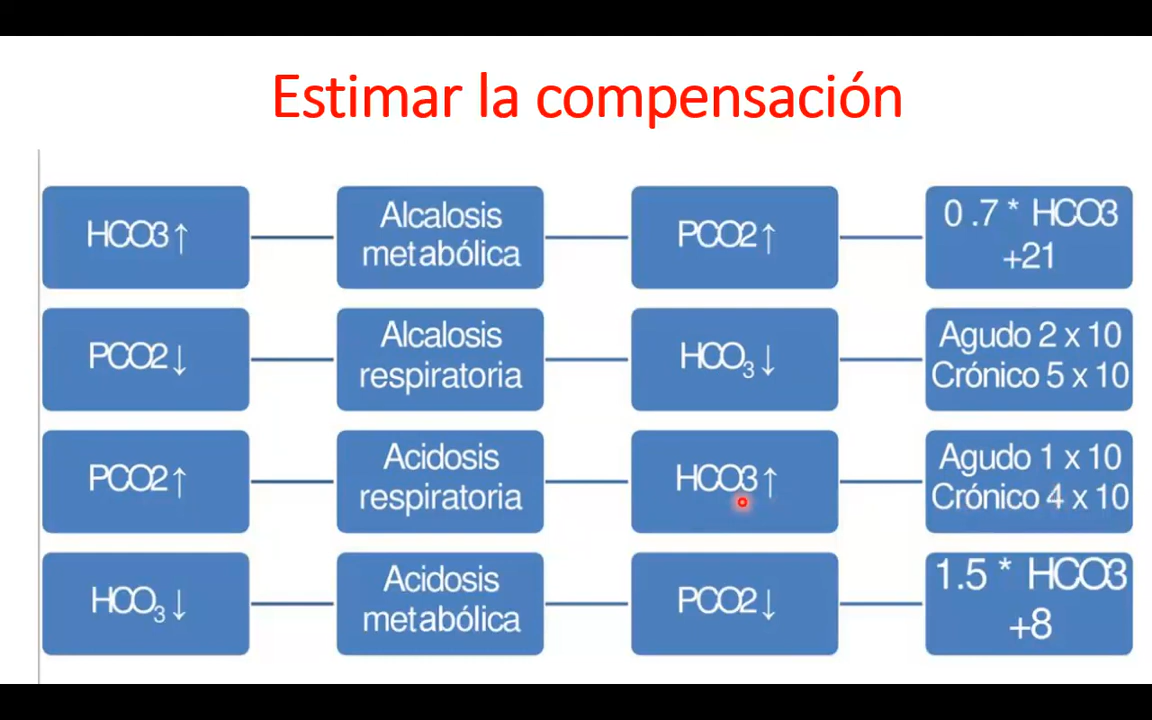 Estimar la compensación
HCO3↑
Alcalosis
metabólica
PCO2↑
0 .7 * HCO3
+21
PCO2↓
Alcalosis
respiratoria
HCO₃↓
Agudo 2 x 10
Crónico 5 x 10
PCO2↑
Acidosis
respiratoria
HCO3↑
Agudo 1 x 10
Crónico 4 x 10
HCO₃↓
Acidosis
metabólica
PCO2↓
1.5 * HCO3
+8